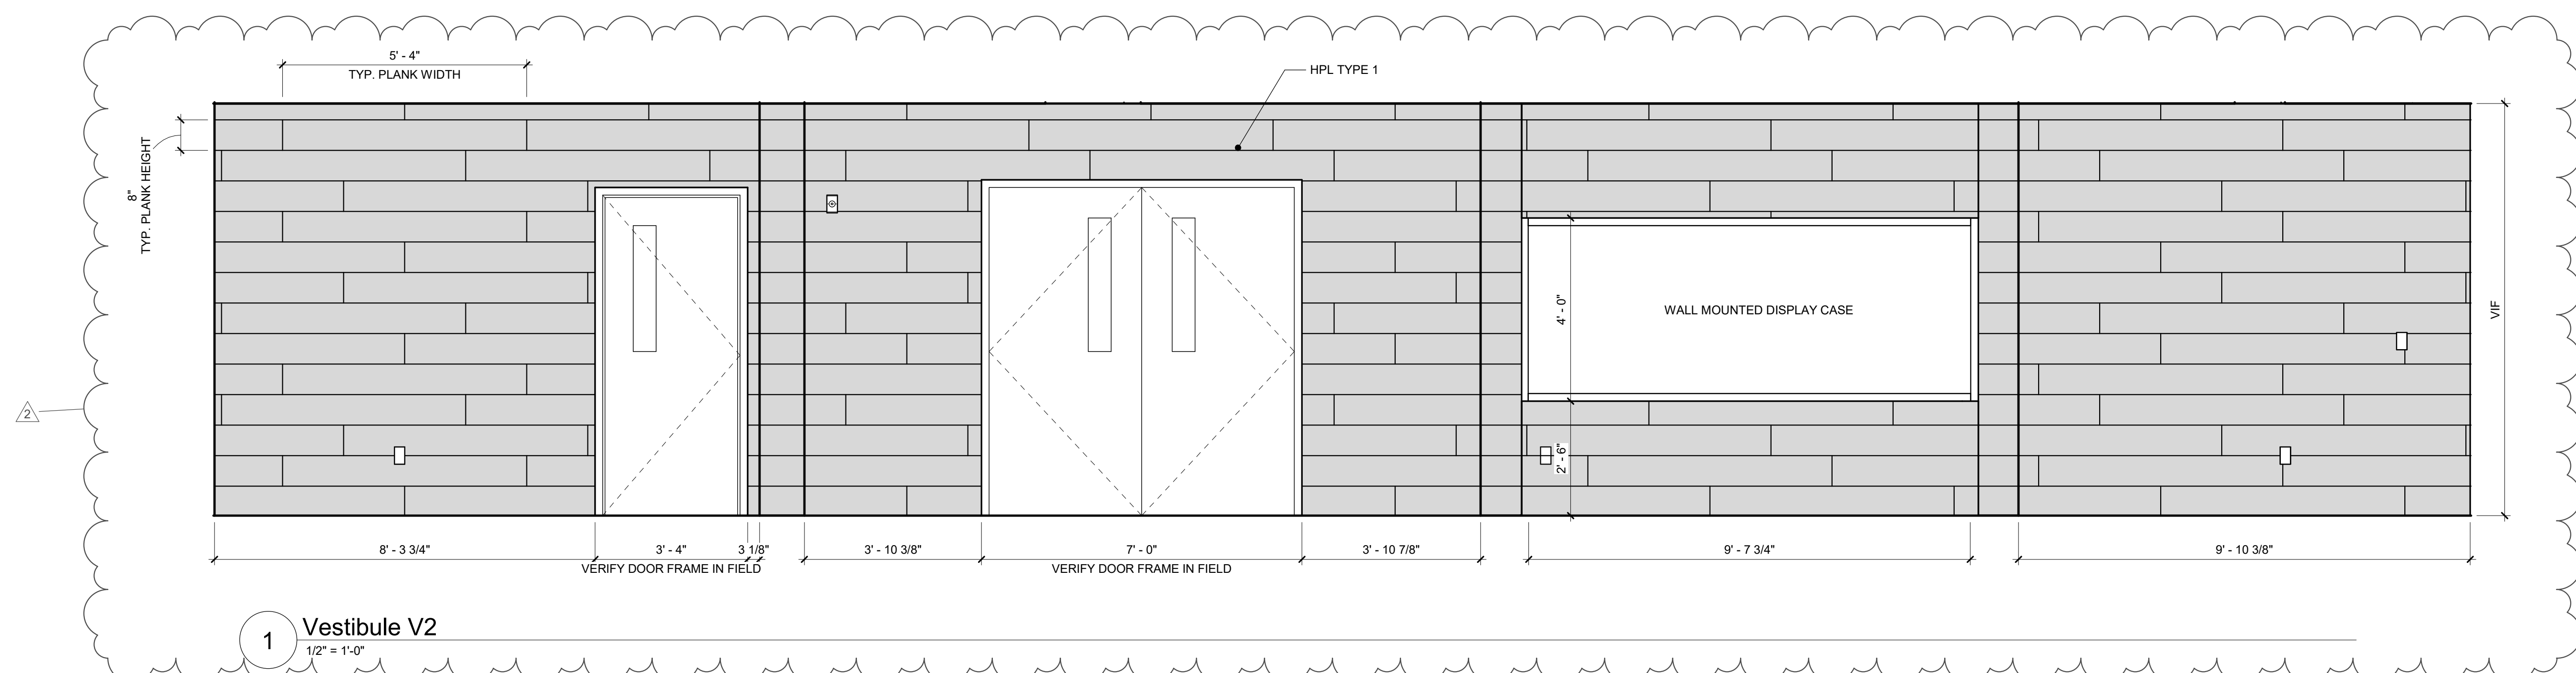 5' - 4"
TYP. PLANK WIDTH
HPL TYPE 1
8"
TYP. PLANK HEIGHT
4' - 0"
WALL MOUNTED DISPLAY CASE
VIF
2
2' - 6"
8' - 3 3/4"
3' - 4"
3 1/8"
3' - 10 3/8"
7' - 0"
3' - 10 7/8"
9' - 7 3/4"
9' - 10 3/8"
VERIFY DOOR FRAME IN FIELD
VERIFY DOOR FRAME IN FIELD
1
Vestibule V2
1/2" = 1'-0"